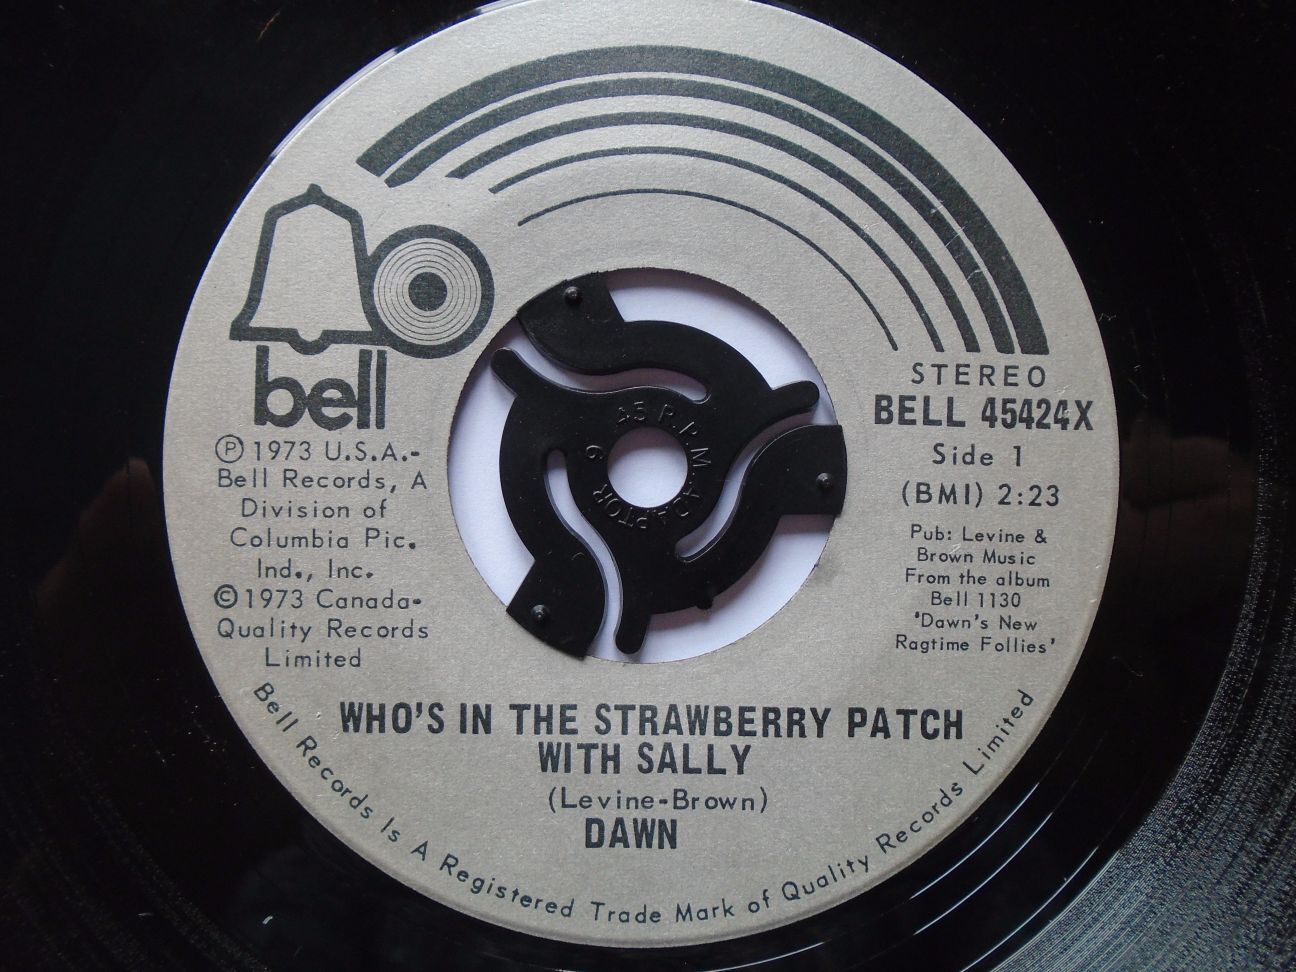 bell
Ⓟ 1973 U.S.A.-
Bell Records, A
Division of
Columbia Pic.
Ind., Inc.
© 1973 Canada-
Quality Records
Limited
STEREO
BELL 45424X
Side 1
(BMI) 2:23
Pub: Levine &
Brown Music
From the album
Bell 1130
'Dawn's New
Ragtime Follies'
45 R.P.M. ADAPTOR 6
WHO'S IN THE STRAWBERRY PATCH
WITH SALLY
(Levine-Brown)
DAWN
Bell Records Is A Registered Trade Mark of Quality Records Limited